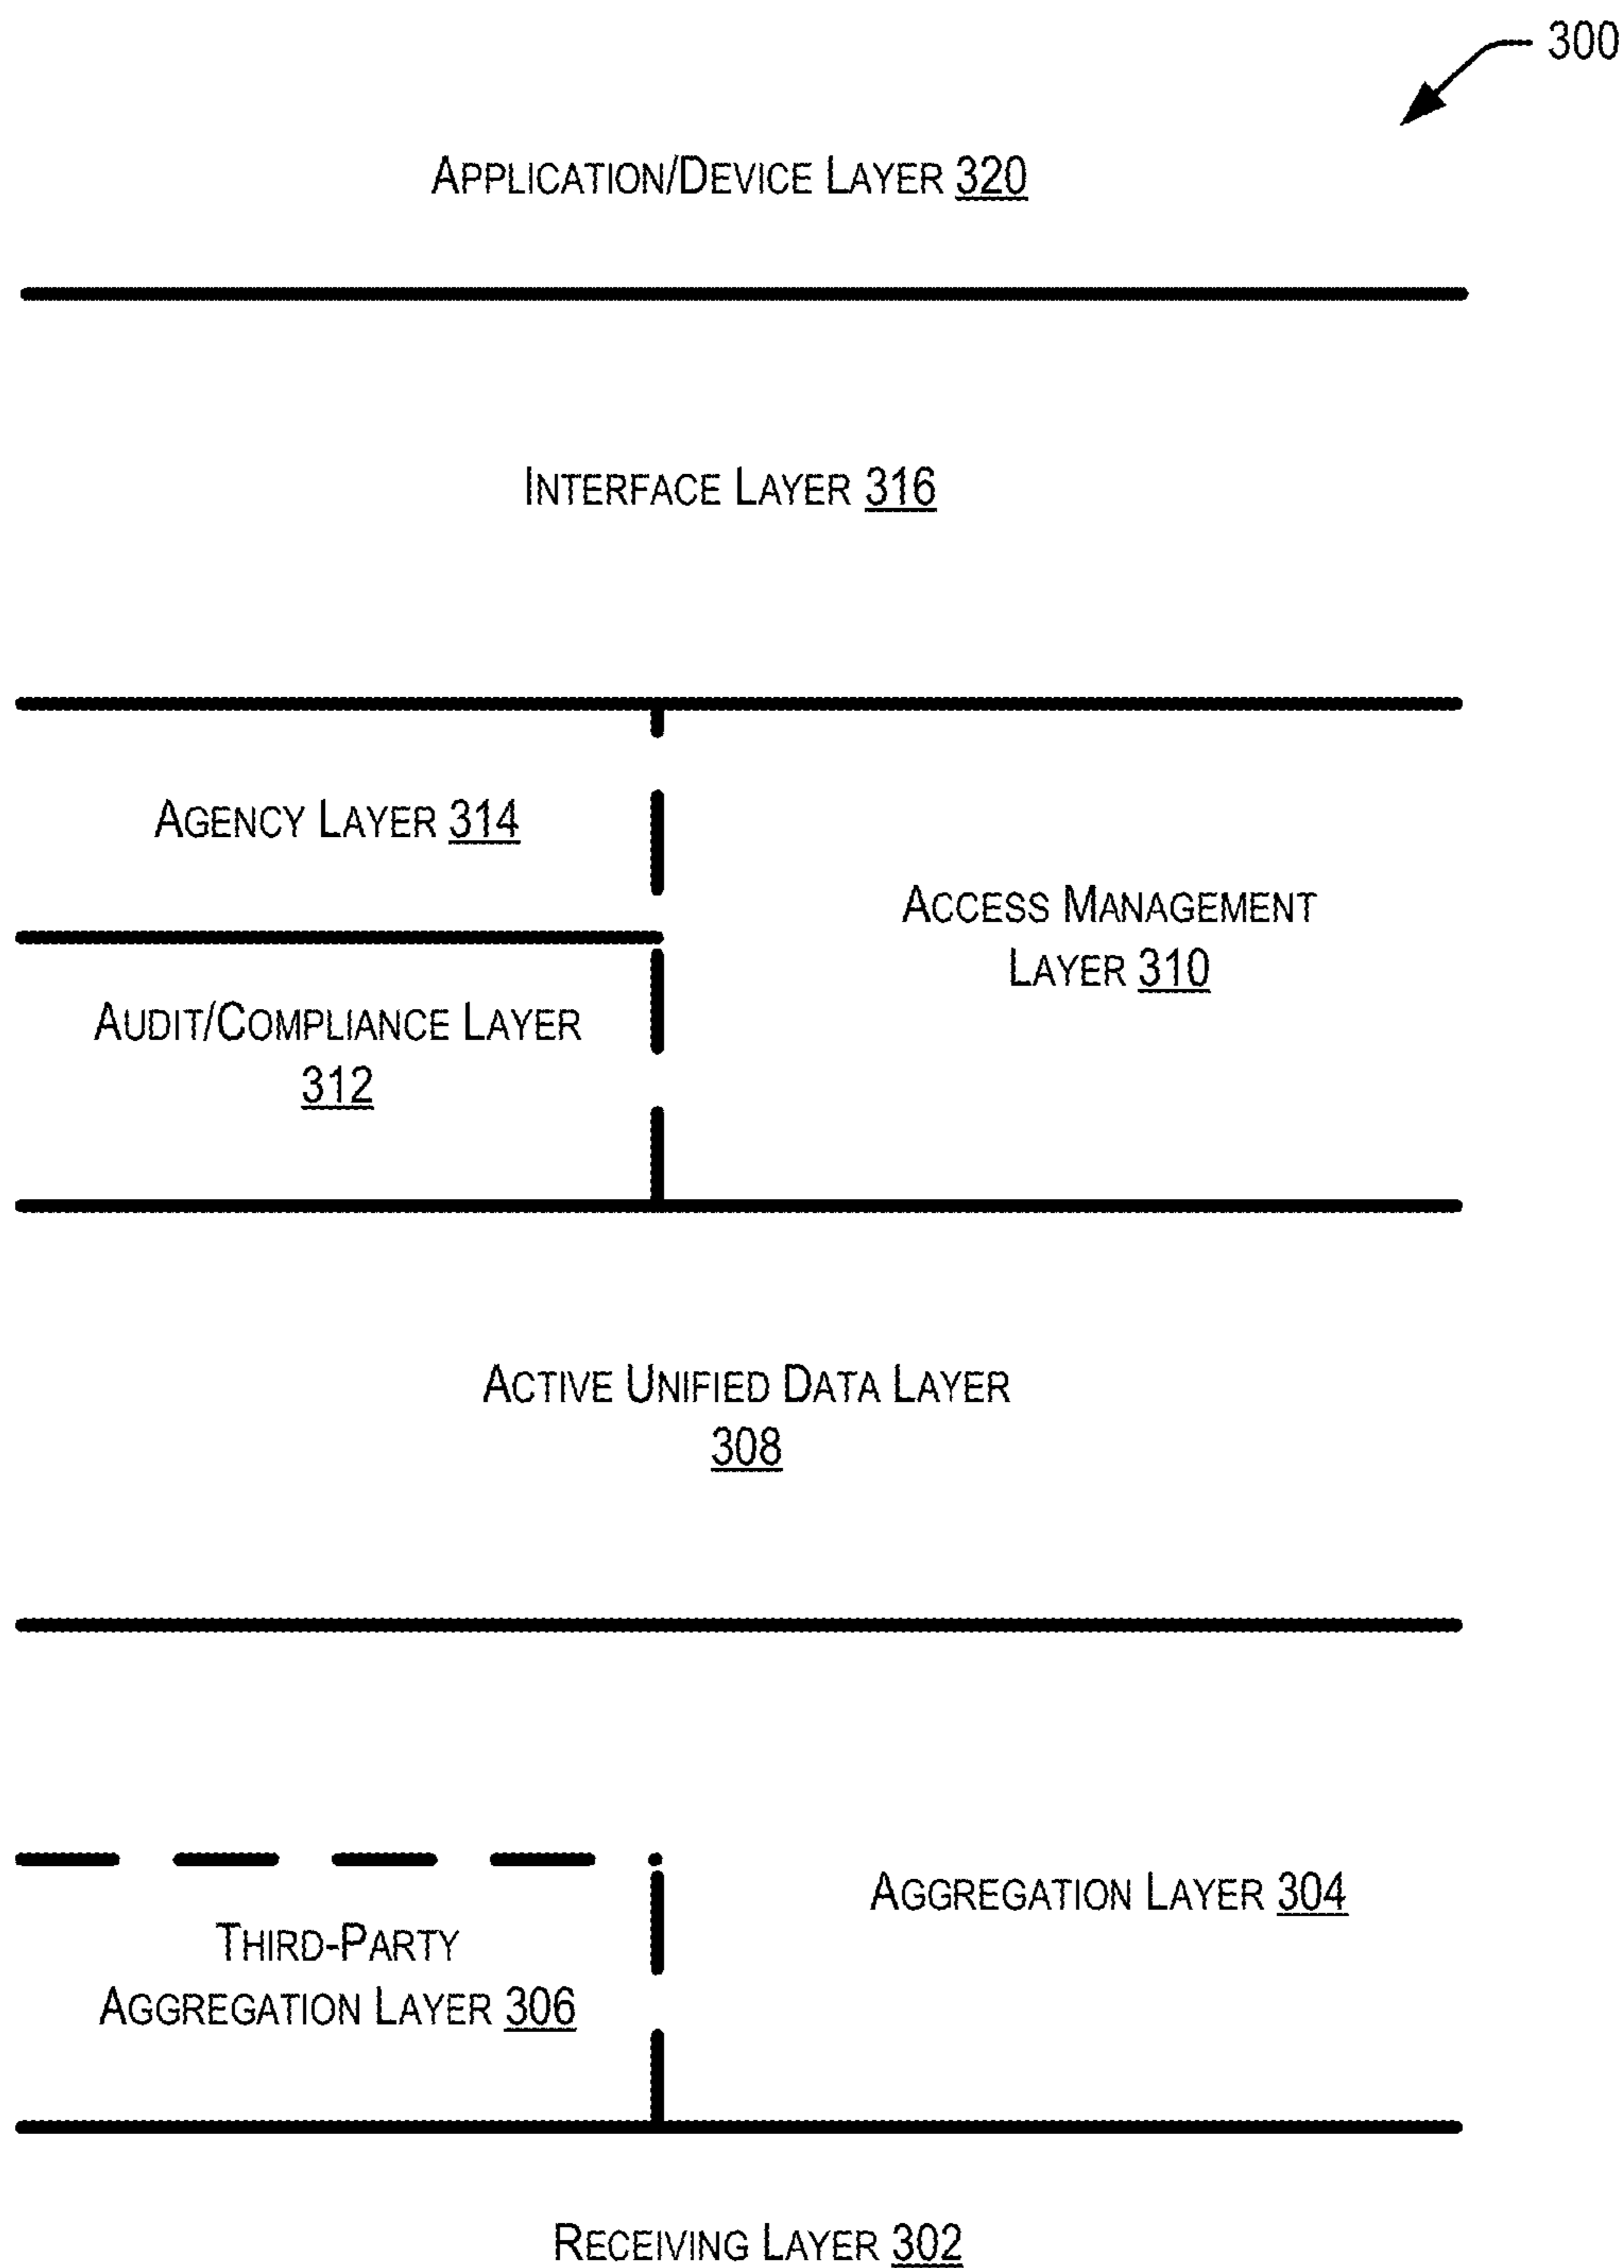 300
APPLICATION/DEVICE LAYER 320
INTERFACE LAYER 316
AGENCY LAYER 314
ACCESS MANAGEMENT
LAYER 310
AUDIT/COMPLIANCE LAYER
312
ACTIVE UNIFIED DATA LAYER
308
AGGREGATION LAYER 304
THIRD-PARTY
AGGREGATION LAYER 306
RECEIVING LAYER 302